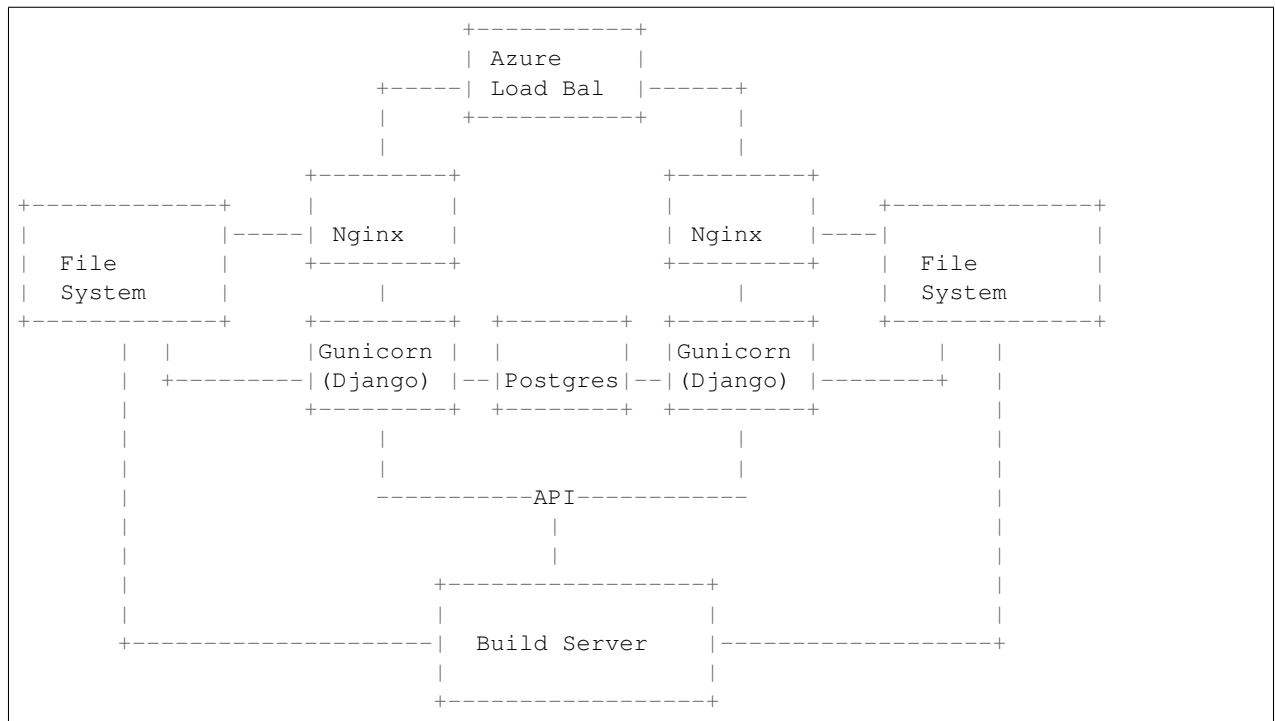 Azure
Load Bal
Nginx
Nginx
File
System
File
System
Gunicorn
(Django)
Postgres
Gunicorn
(Django)
API
Build Server